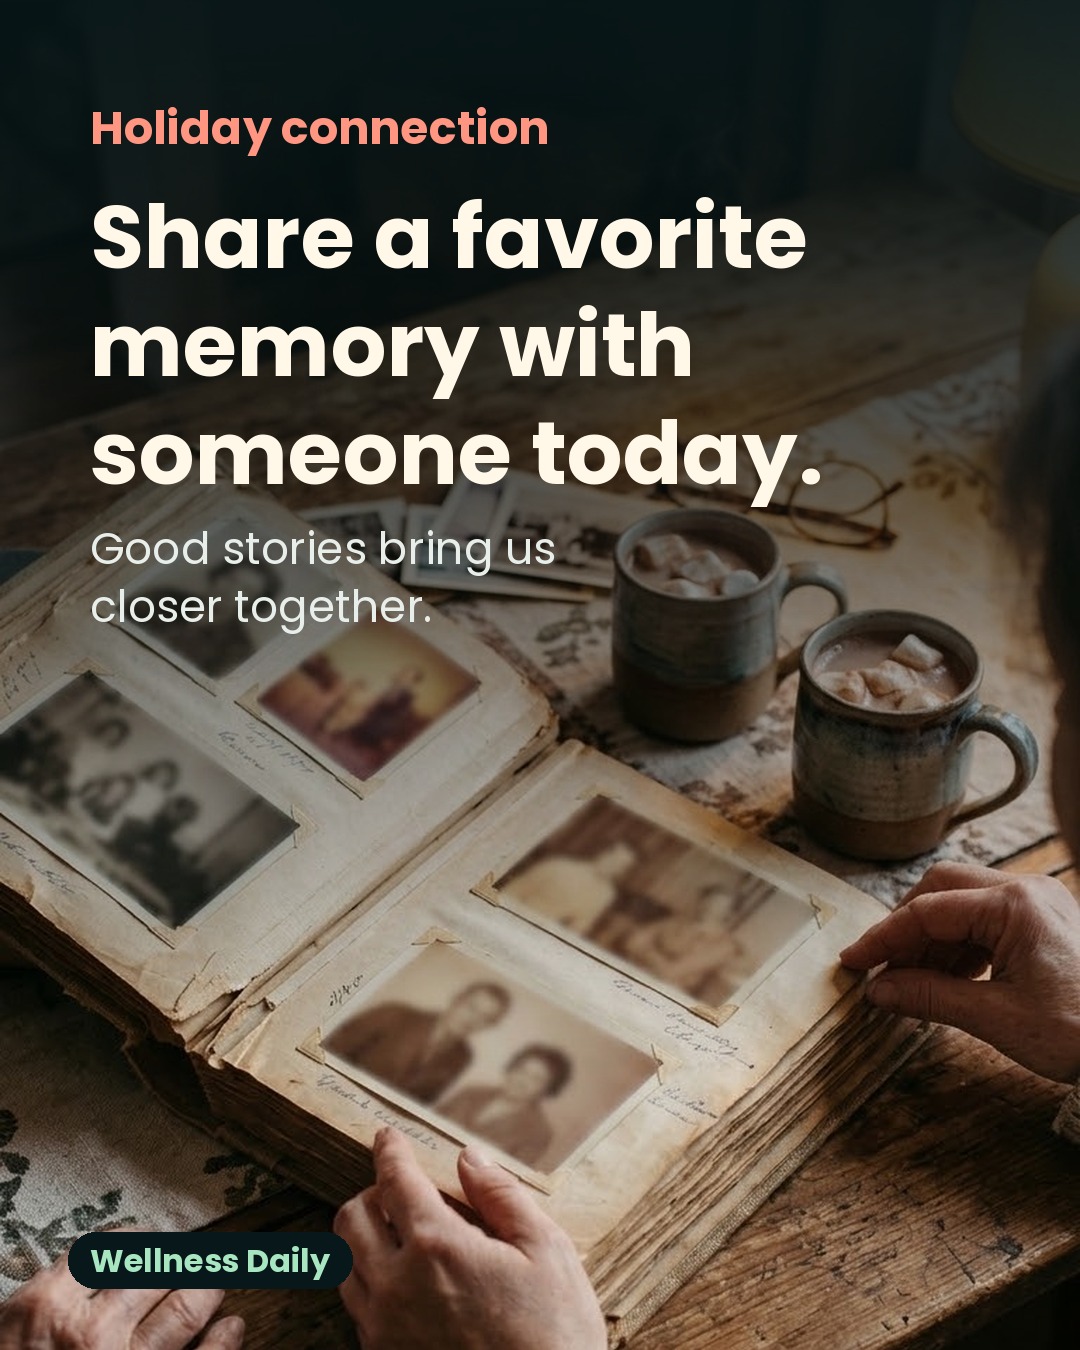 Holiday connection
Share a favorite
memory with
someone today.
Good stories bring us
closer together.
Wellness Daily